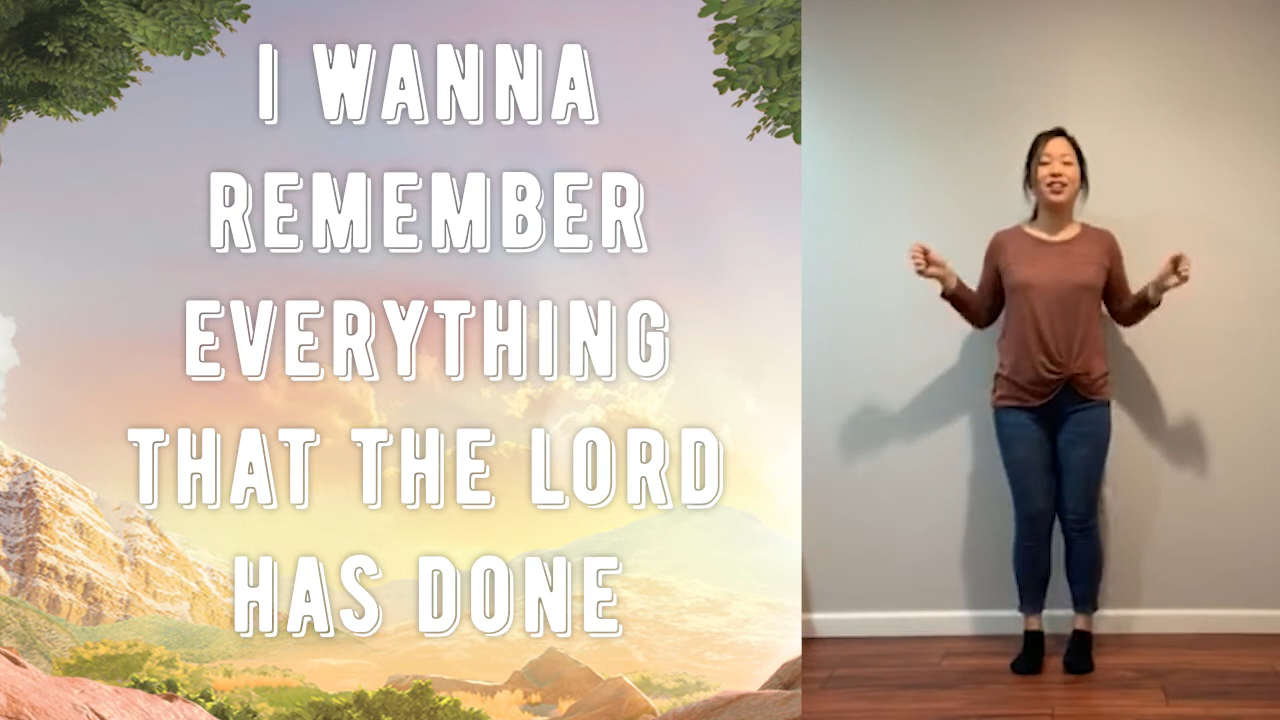 I WANNA
REMEMBER
EVERYTHING
THAT THE LORD
HAS DONE